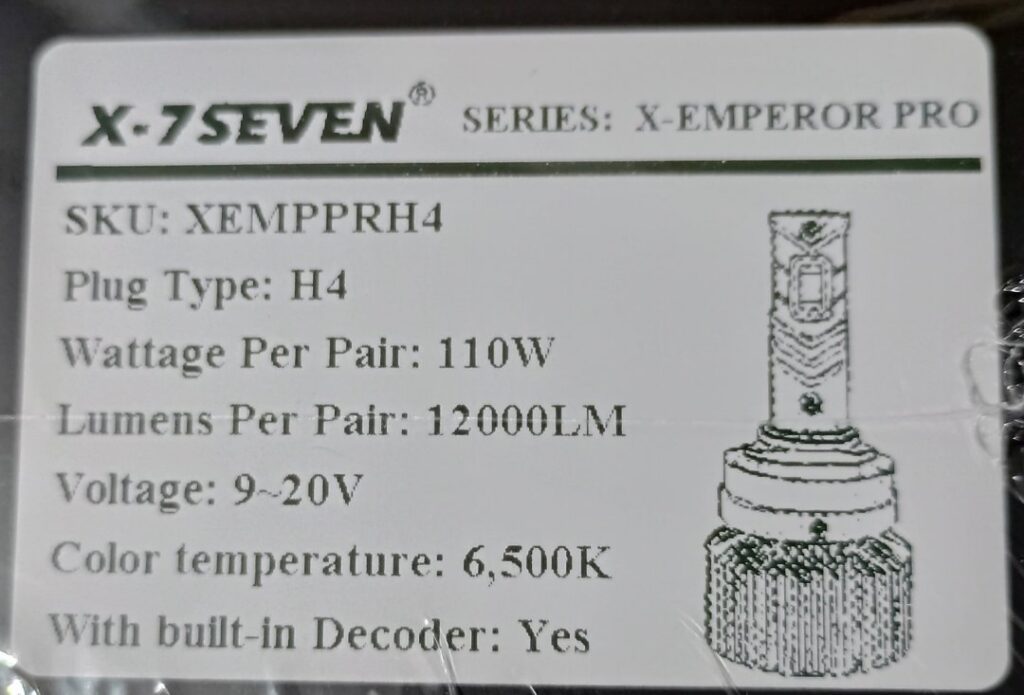 X-7SEVEN® SERIES: X-EMPEROR PRO
SKU: XEMPPRH4
Plug Type: H4
Wattage Per Pair: 110W
Lumens Per Pair: 12000LM
Voltage: 9~20V
Color temperature: 6,500K
With built-in Decoder: Yes